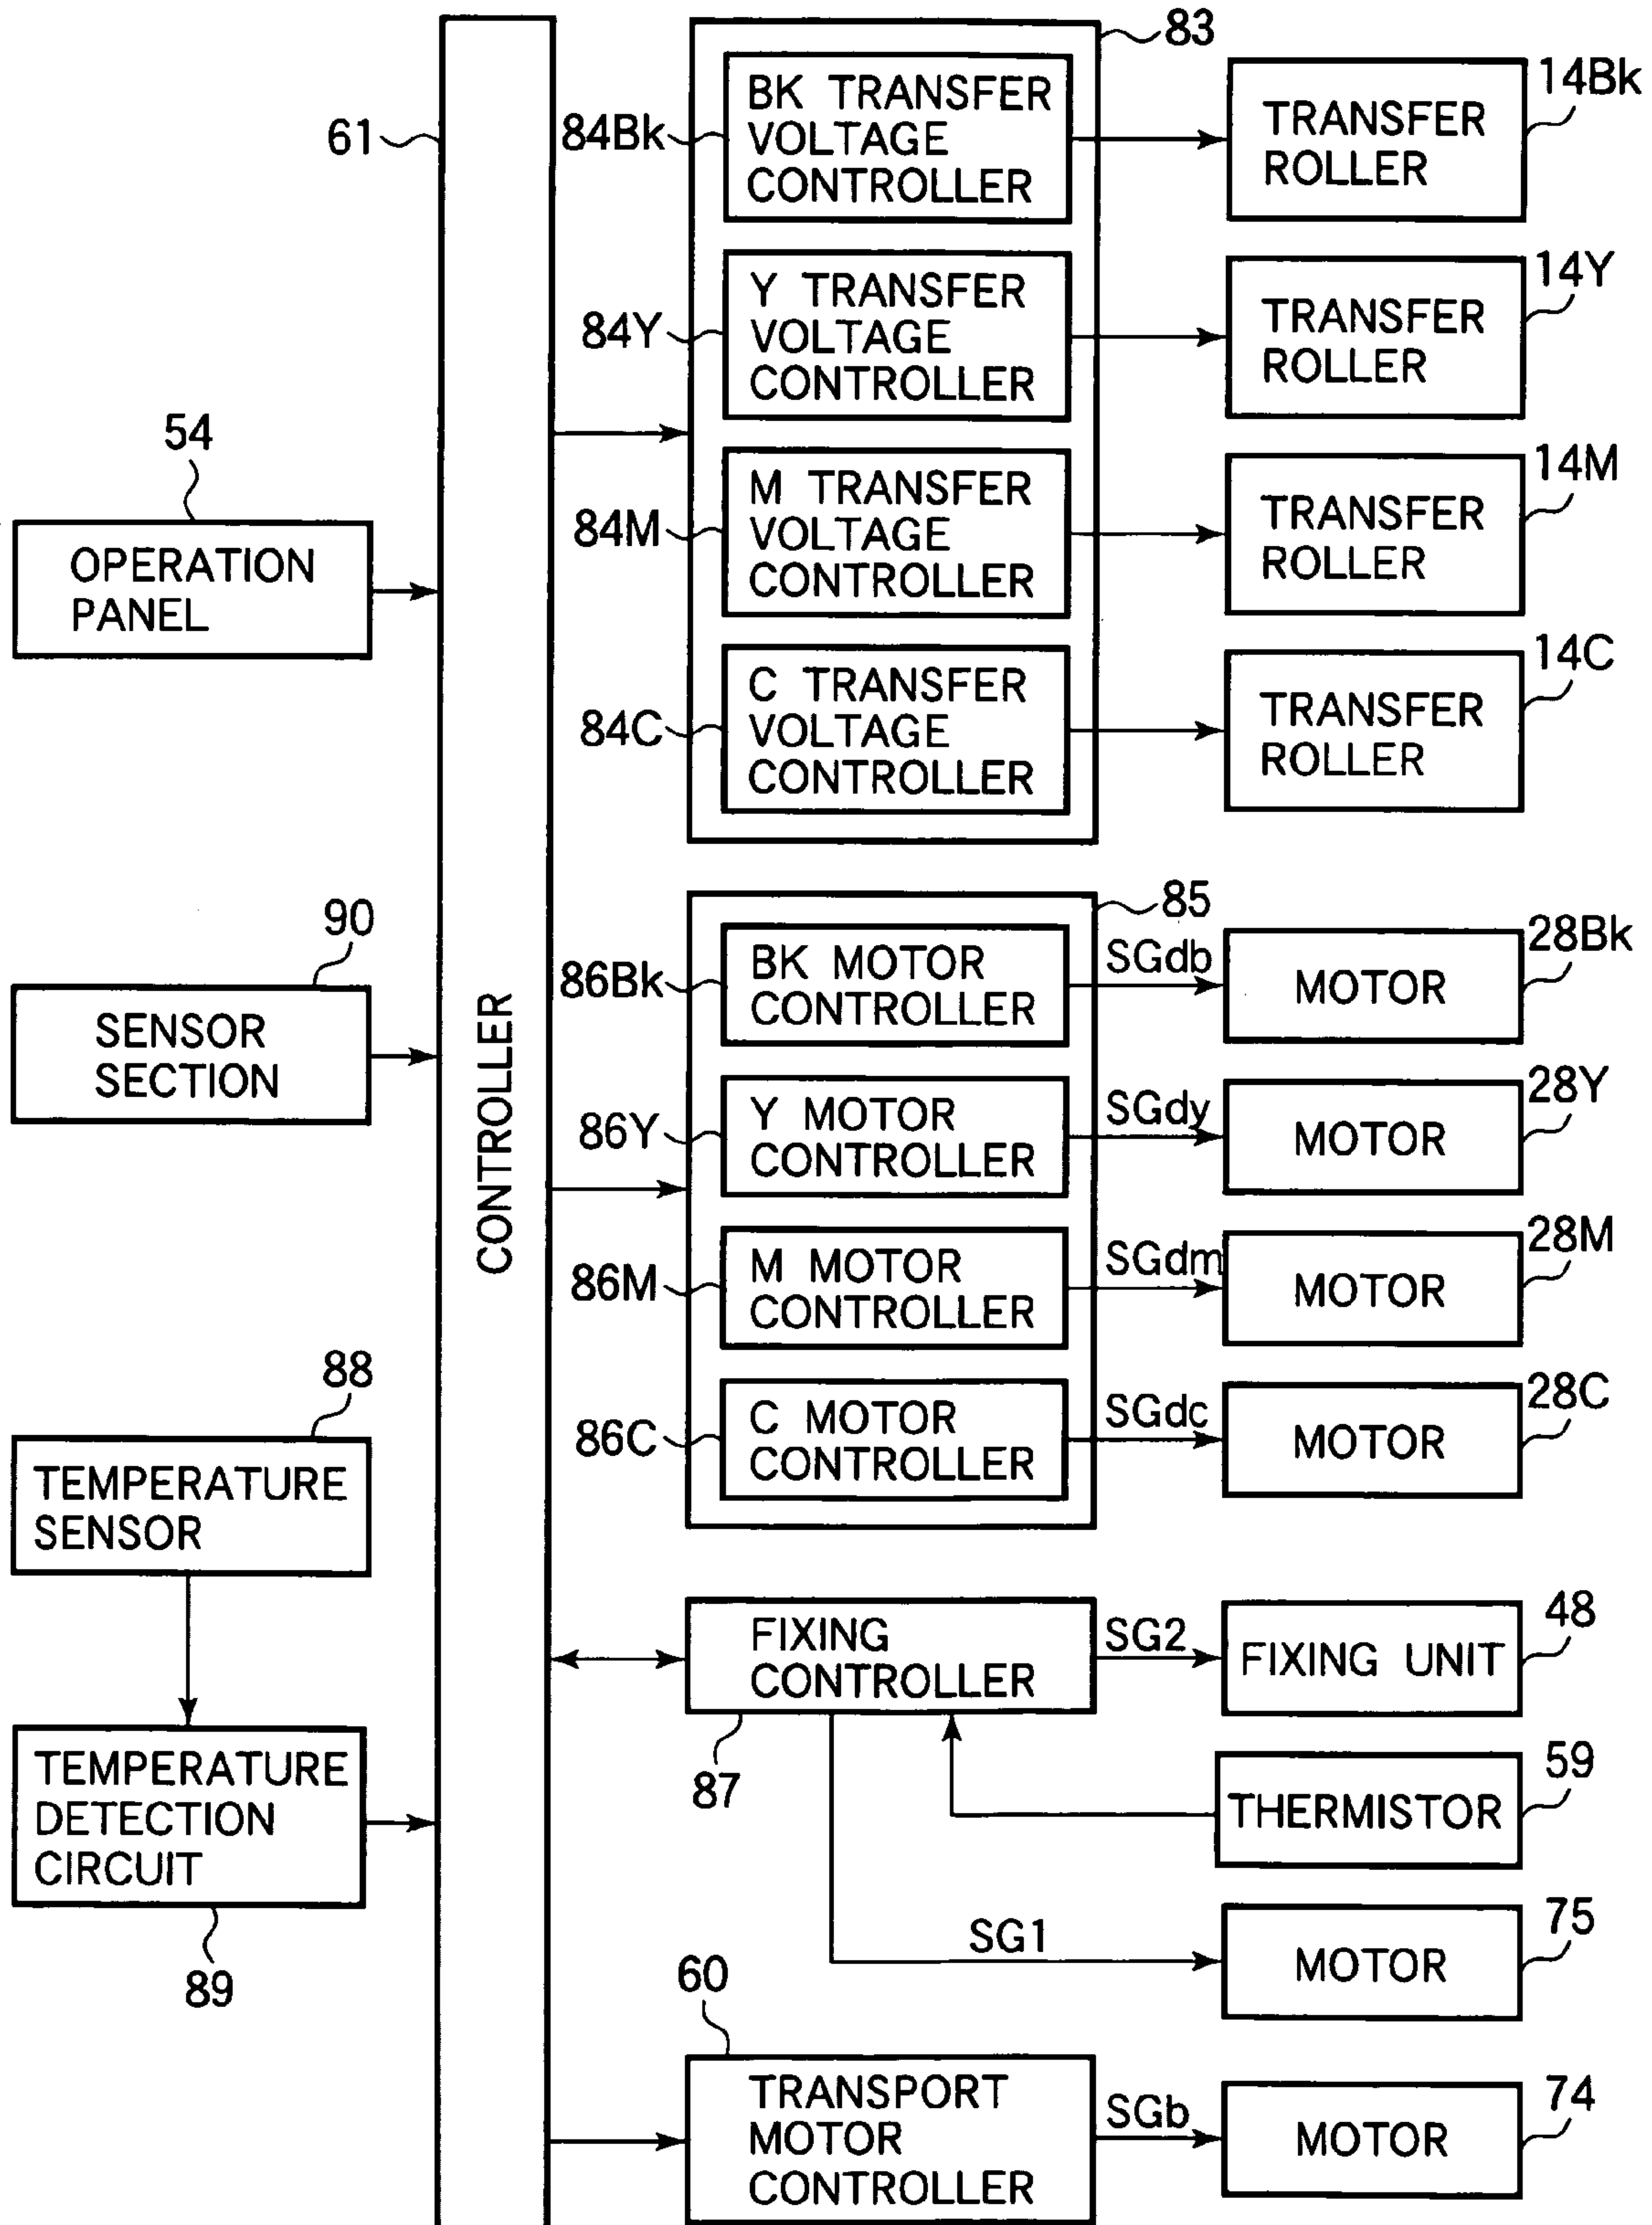 54
OPERATION
PANEL
90
SENSOR
SECTION
88
TEMPERATURE
SENSOR
TEMPERATURE
DETECTION
CIRCUIT
89
61
CONTROLLER
83
84Bk
BK TRANSFER
VOLTAGE
CONTROLLER
14Bk
TRANSFER
ROLLER
84Y
Y TRANSFER
VOLTAGE
CONTROLLER
14Y
TRANSFER
ROLLER
84M
M TRANSFER
VOLTAGE
CONTROLLER
14M
TRANSFER
ROLLER
84C
C TRANSFER
VOLTAGE
CONTROLLER
14C
TRANSFER
ROLLER
85
86Bk
BK MOTOR
CONTROLLER
SGdb
28Bk
MOTOR
86Y
Y MOTOR
CONTROLLER
SGdy
28Y
MOTOR
86M
M MOTOR
CONTROLLER
SGdm
28M
MOTOR
86C
C MOTOR
CONTROLLER
SGdc
28C
MOTOR
FIXING
CONTROLLER
87
SG2
48
FIXING UNIT
59
THERMISTOR
SG1
75
MOTOR
60
TRANSPORT
MOTOR
CONTROLLER
SGb
74
MOTOR